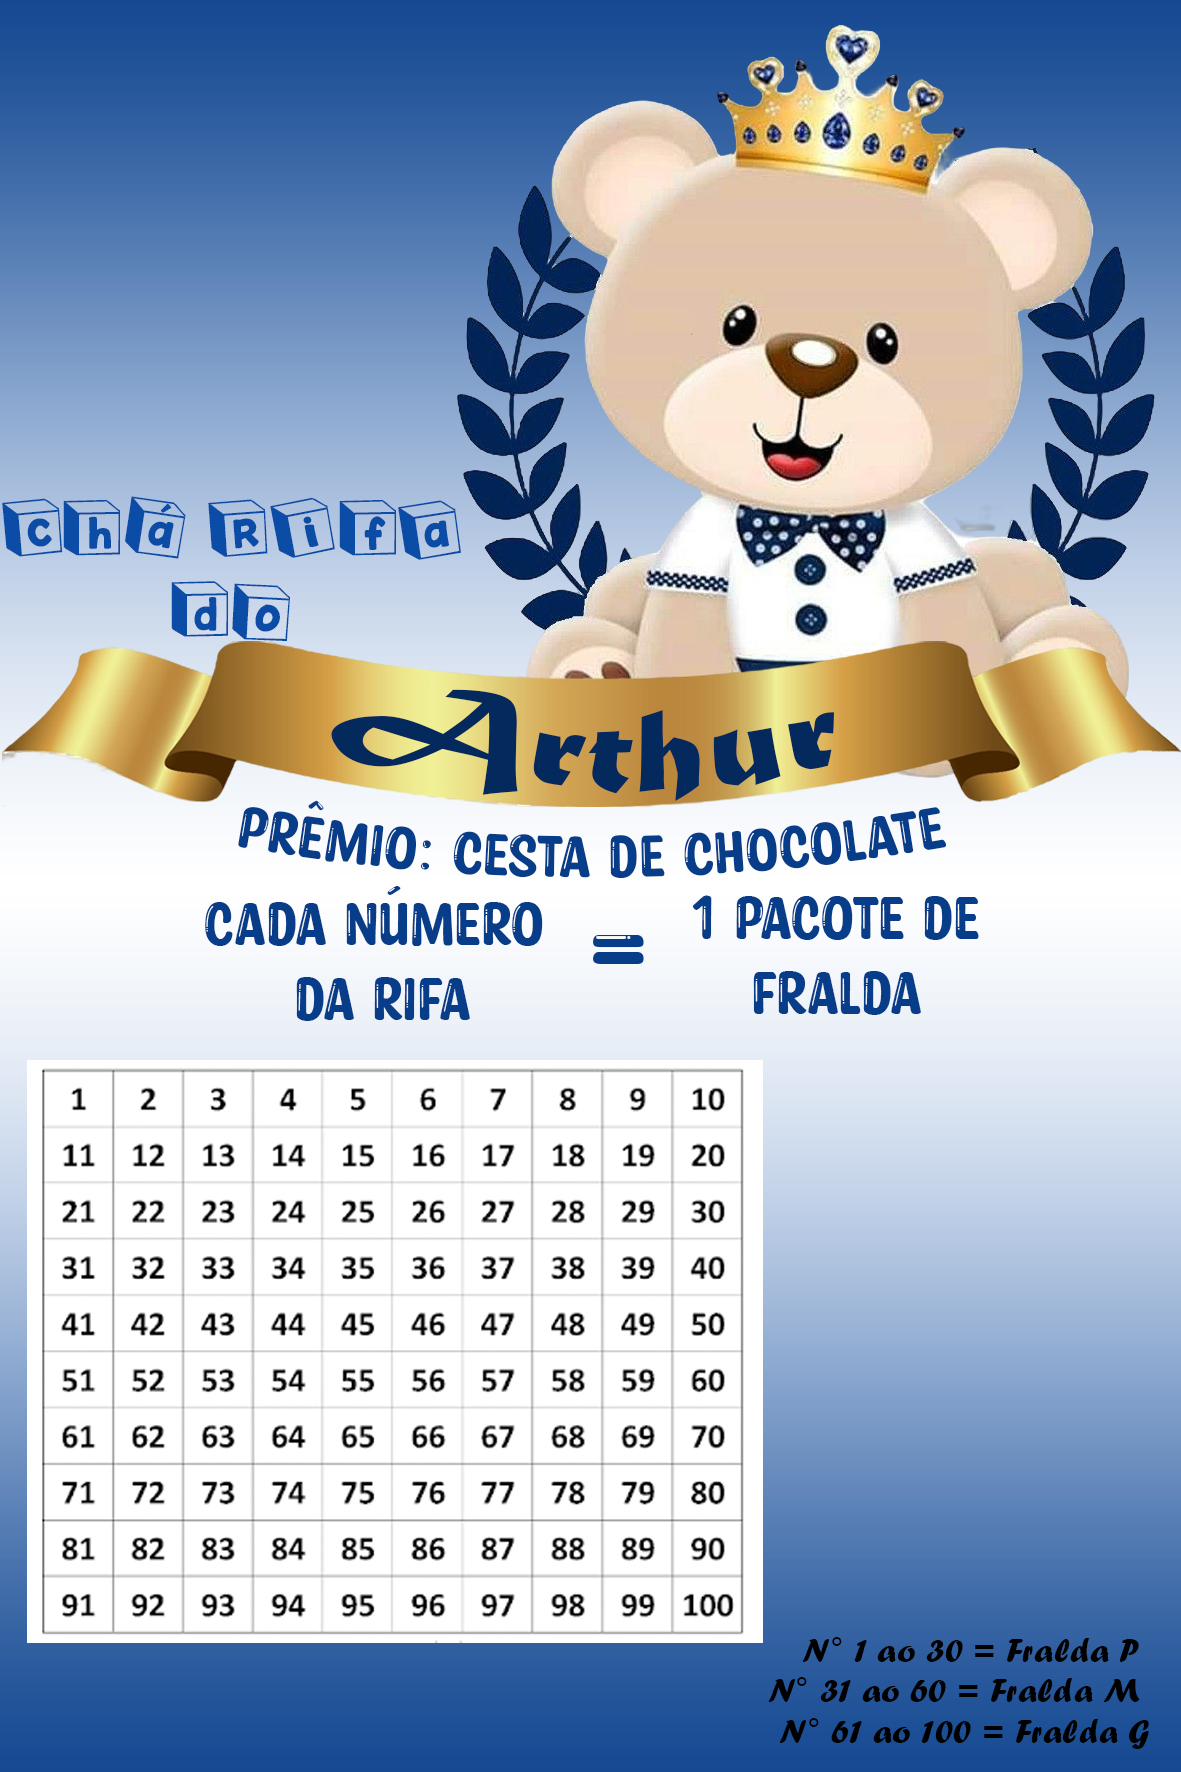 Chá Rifa
do
Arthur
PRÊMIO: CESTA DE CHOCOLATE
CADA NÚMERO
DA RIFA
=
1 PACOTE DE
FRALDA
1 2 3 4 5 6 7 8 9 10
11 12 13 14 15 16 17 18 19 20
21 22 23 24 25 26 27 28 29 30
31 32 33 34 35 36 37 38 39 40
41 42 43 44 45 46 47 48 49 50
51 52 53 54 55 56 57 58 59 60
61 62 63 64 65 66 67 68 69 70
71 72 73 74 75 76 77 78 79 80
81 82 83 84 85 86 87 88 89 90
91 92 93 94 95 96 97 98 99 100
N° 1 ao 30 = Fralda P
N° 31 ao 60 = Fralda M
N° 61 ao 100 = Fralda G